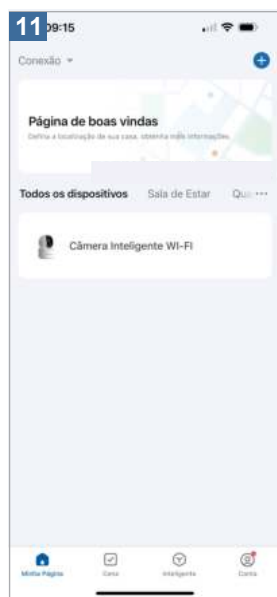 11
09:15
Conexão
Página de boas vindas
Defina a localização de sua casa, obtenha mais informações
Todos os dispositivos Sala de Estar Qua ···
Câmera Inteligente WI-FI
Minha Página Cena Inteligente Conta